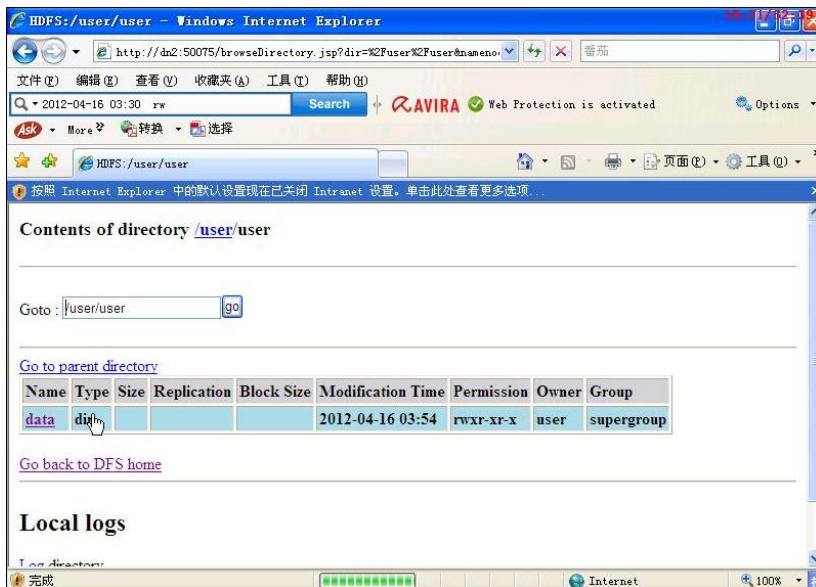 HDFS:/user/user - Windows Internet Explorer
http://dn2:50075/browseDirectory.jsp?dir=%2Fuser%2Fuser&nameno 番茄
文件(F) 编辑(E) 查看(V) 收藏夹(A) 工具(T) 帮助(H)
2012-04-16 03:30 rw Search AVIRA Web Protection is activated Options
Ask More 转换 选择
HDFS:/user/user 页面(P) 工具(O)
按照 Internet Explorer 中的默认设置现在已关闭 Intranet 设置。单击此处查看更多选项...
Contents of directory /user/user
Goto : /user/user go
Go to parent directory
Name Type Size Replication Block Size Modification Time Permission Owner Group
data dir 2012-04-16 03:54 rwxr-xr-x user supergroup
Go back to DFS home
Local logs
Log directory
完成 Internet 100%